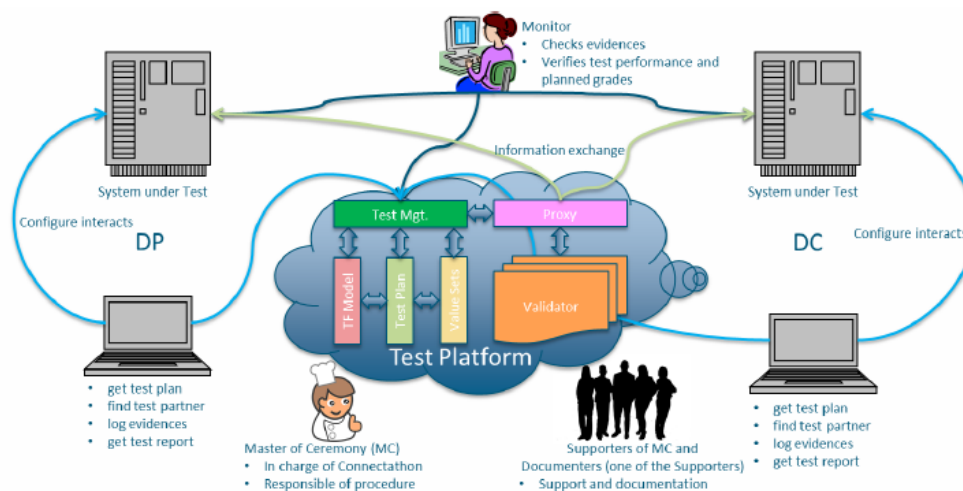 Monitor
• Checks evidences
• Verifies test performance and
planned grades
Information exchange
System under Test
System under Test
Configure interacts
DP
DC
Configure interacts
Test Mgt.
Proxy
TF Model
Test Plan
Value Sets
Validator
Test Platform
• get test plan
• find test partner
• log evidences
• get test report
• get test plan
• find test partner
• log evidences
• get test report
Master of Ceremony (MC)
• In charge of Connectathon
• Responsible of procedure
Supporters of MC and
Documenters (one of the Supporters)
• Support and documentation